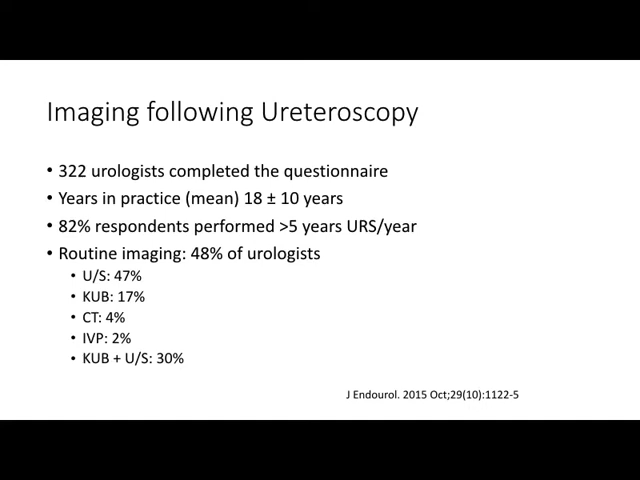 Imaging following Ureteroscopy
• 322 urologists completed the questionnaire
• Years in practice (mean) 18 ± 10 years
• 82% respondents performed >5 years URS/year
• Routine imaging: 48% of urologists
• U/S: 47%
• KUB: 17%
• CT: 4%
• IVP: 2%
• KUB + U/S: 30%
J Endourol. 2015 Oct;29(10):1122-5